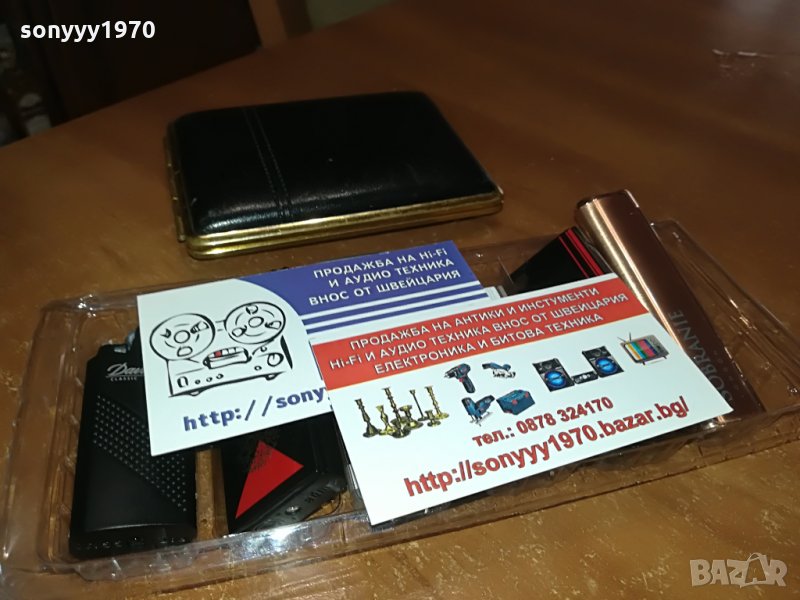 sonyyy1970
ПРОДАЖБА НА Hi-Fi
И АУДИО ТЕХНИКА
ВНОС ОТ ШВЕЙЦАРИЯ
http://sony
ПРОДАЖБА НА АНТИКИ И ИНСТУМЕНТИ
Hi-Fi И АУДИО ТЕХНИКА ВНОС ОТ ШВЕЙЦАРИЯ
ЕЛЕКТРОНИКА И БИТОВА ТЕХНИКА
тел.: 0878 324170
http://sonyyy1970.bazar.bg/
SOBRANIE
CLASSIC
BAZAR